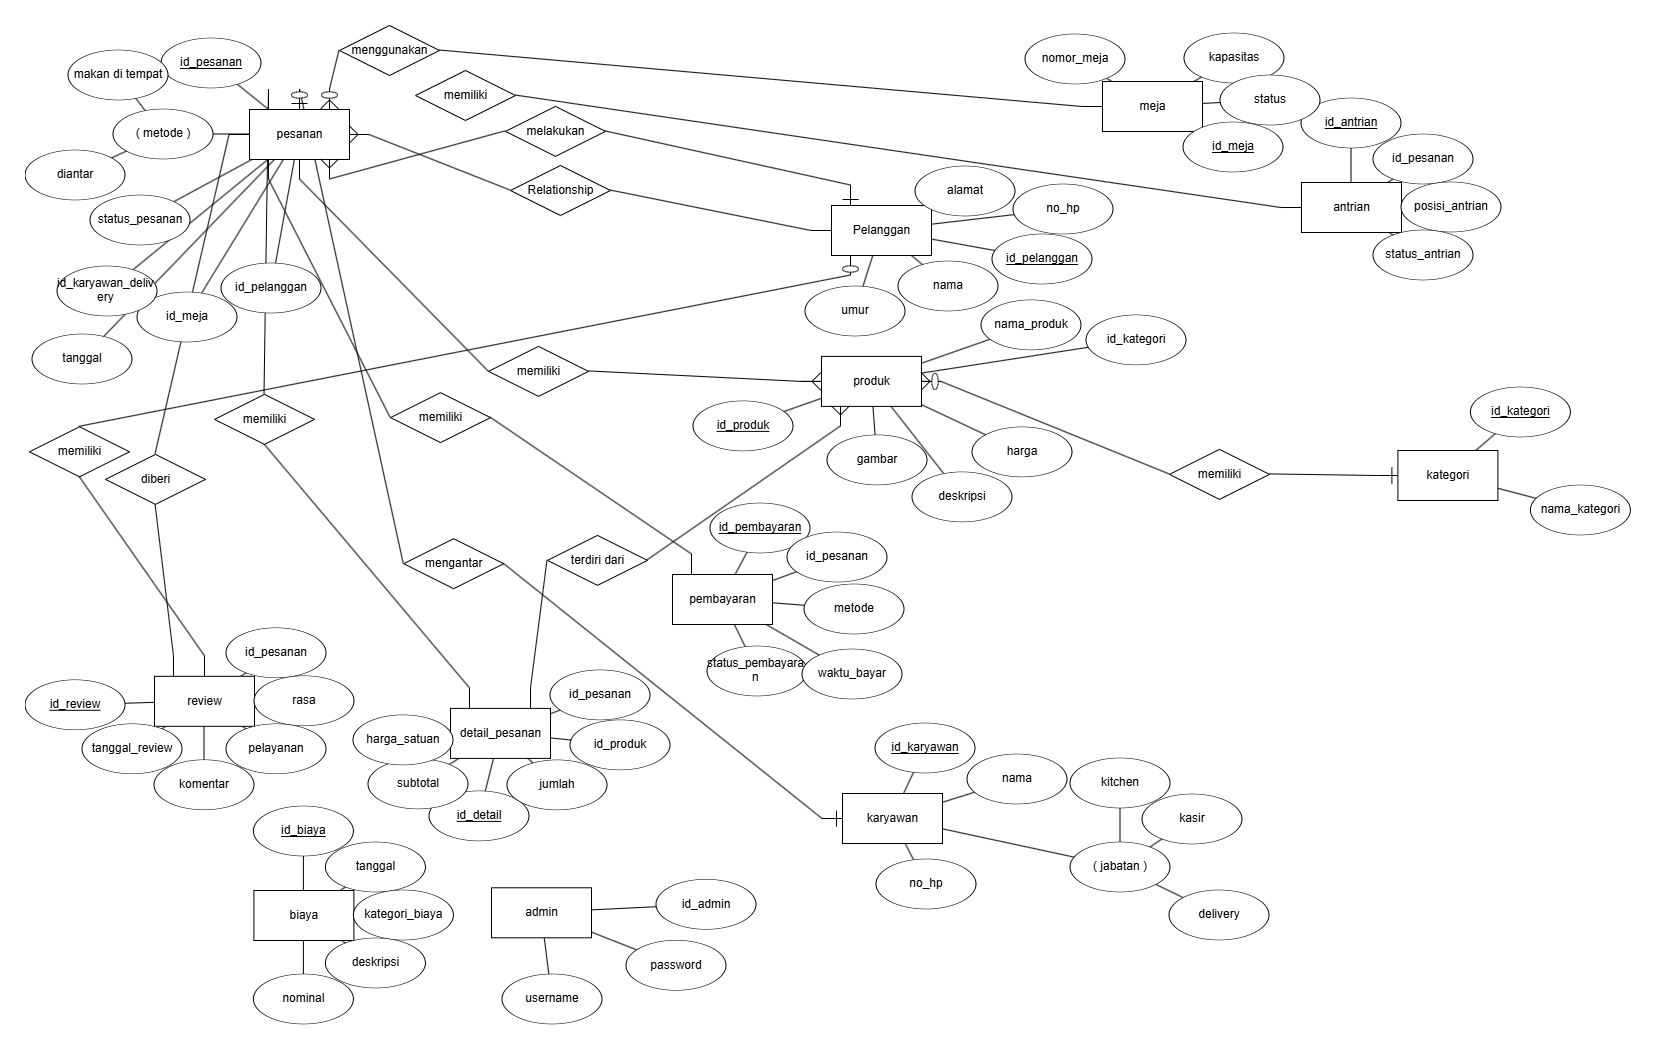 menggunakan
id_pesanan
makan di tempat
memiliki
( metode )
pesanan
melakukan
diantar
Relationship
status_pesanan
nomor_meja
kapasitas
meja
status
id_meja
id_antrian
id_pesanan
antrian
posisi_antrian
status_antrian
alamat
no_hp
Pelanggan
id_pelanggan
nama
umur
id_karyawan_deliv
ery
id_pelanggan
id_meja
tanggal
nama_produk
id_kategori
memiliki
produk
id_produk
gambar
harga
deskripsi
id_kategori
memiliki
kategori
nama_kategori
memiliki
memiliki
memiliki
diberi
id_pembayaran
id_pesanan
mengantar
terdiri dari
pembayaran
metode
status_pembayara
n
waktu_bayar
id_pesanan
id_review
review
rasa
tanggal_review
pelayanan
komentar
id_pesanan
harga_satuan
detail_pesanan
id_produk
subtotal
jumlah
id_detail
id_karyawan
nama
kitchen
karyawan
kasir
( jabatan )
no_hp
delivery
id_biaya
tanggal
biaya
kategori_biaya
deskripsi
nominal
admin
id_admin
password
username